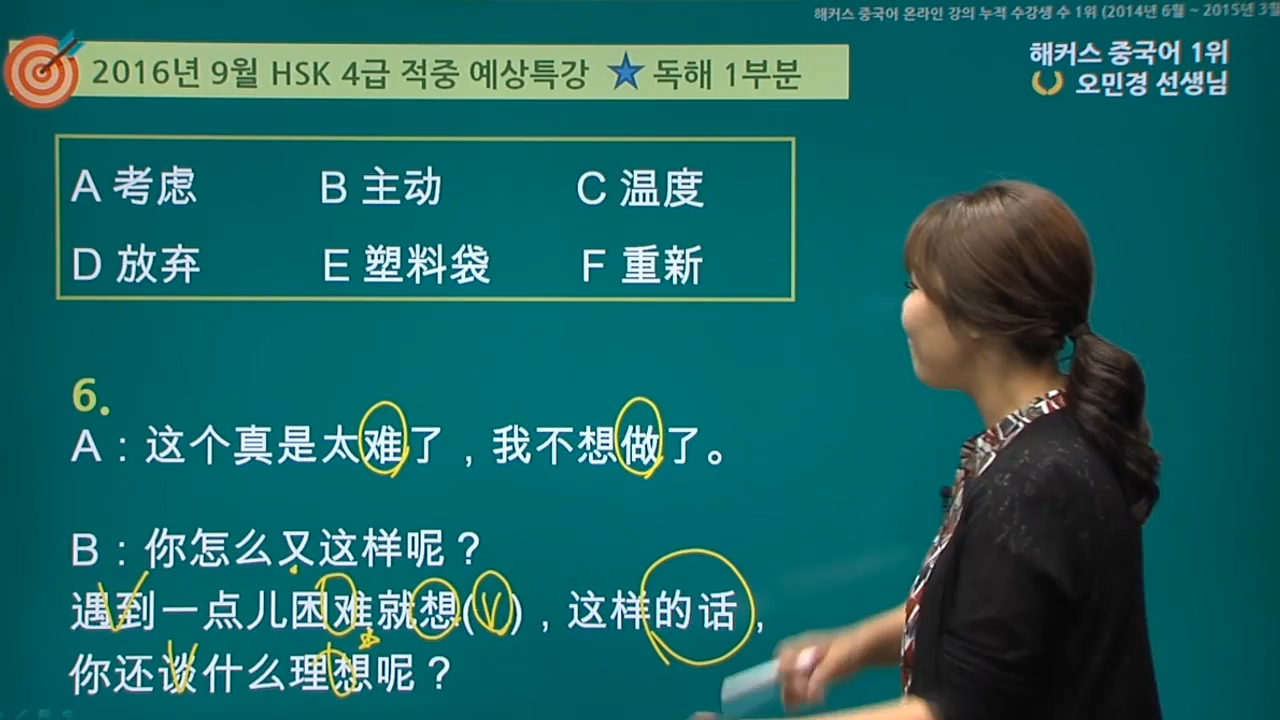 해커스 중국어 온라인 강의 누적 수강생 수 1위 (2014년 6월 ~ 2015년 3월
2016년 9월 HSK 4급 적중 예상특강 ★ 독해 1부분
해커스 중국어 1위
오민경 선생님
A 考虑 B 主动 C 温度
D 放弃 E 塑料袋 F 重新
6.
A：这个真是太难了，我不想做了。
B：你怎么又这样呢？
遇到一点儿困难就想(V)，这样的话，
你还谈什么理想呢？